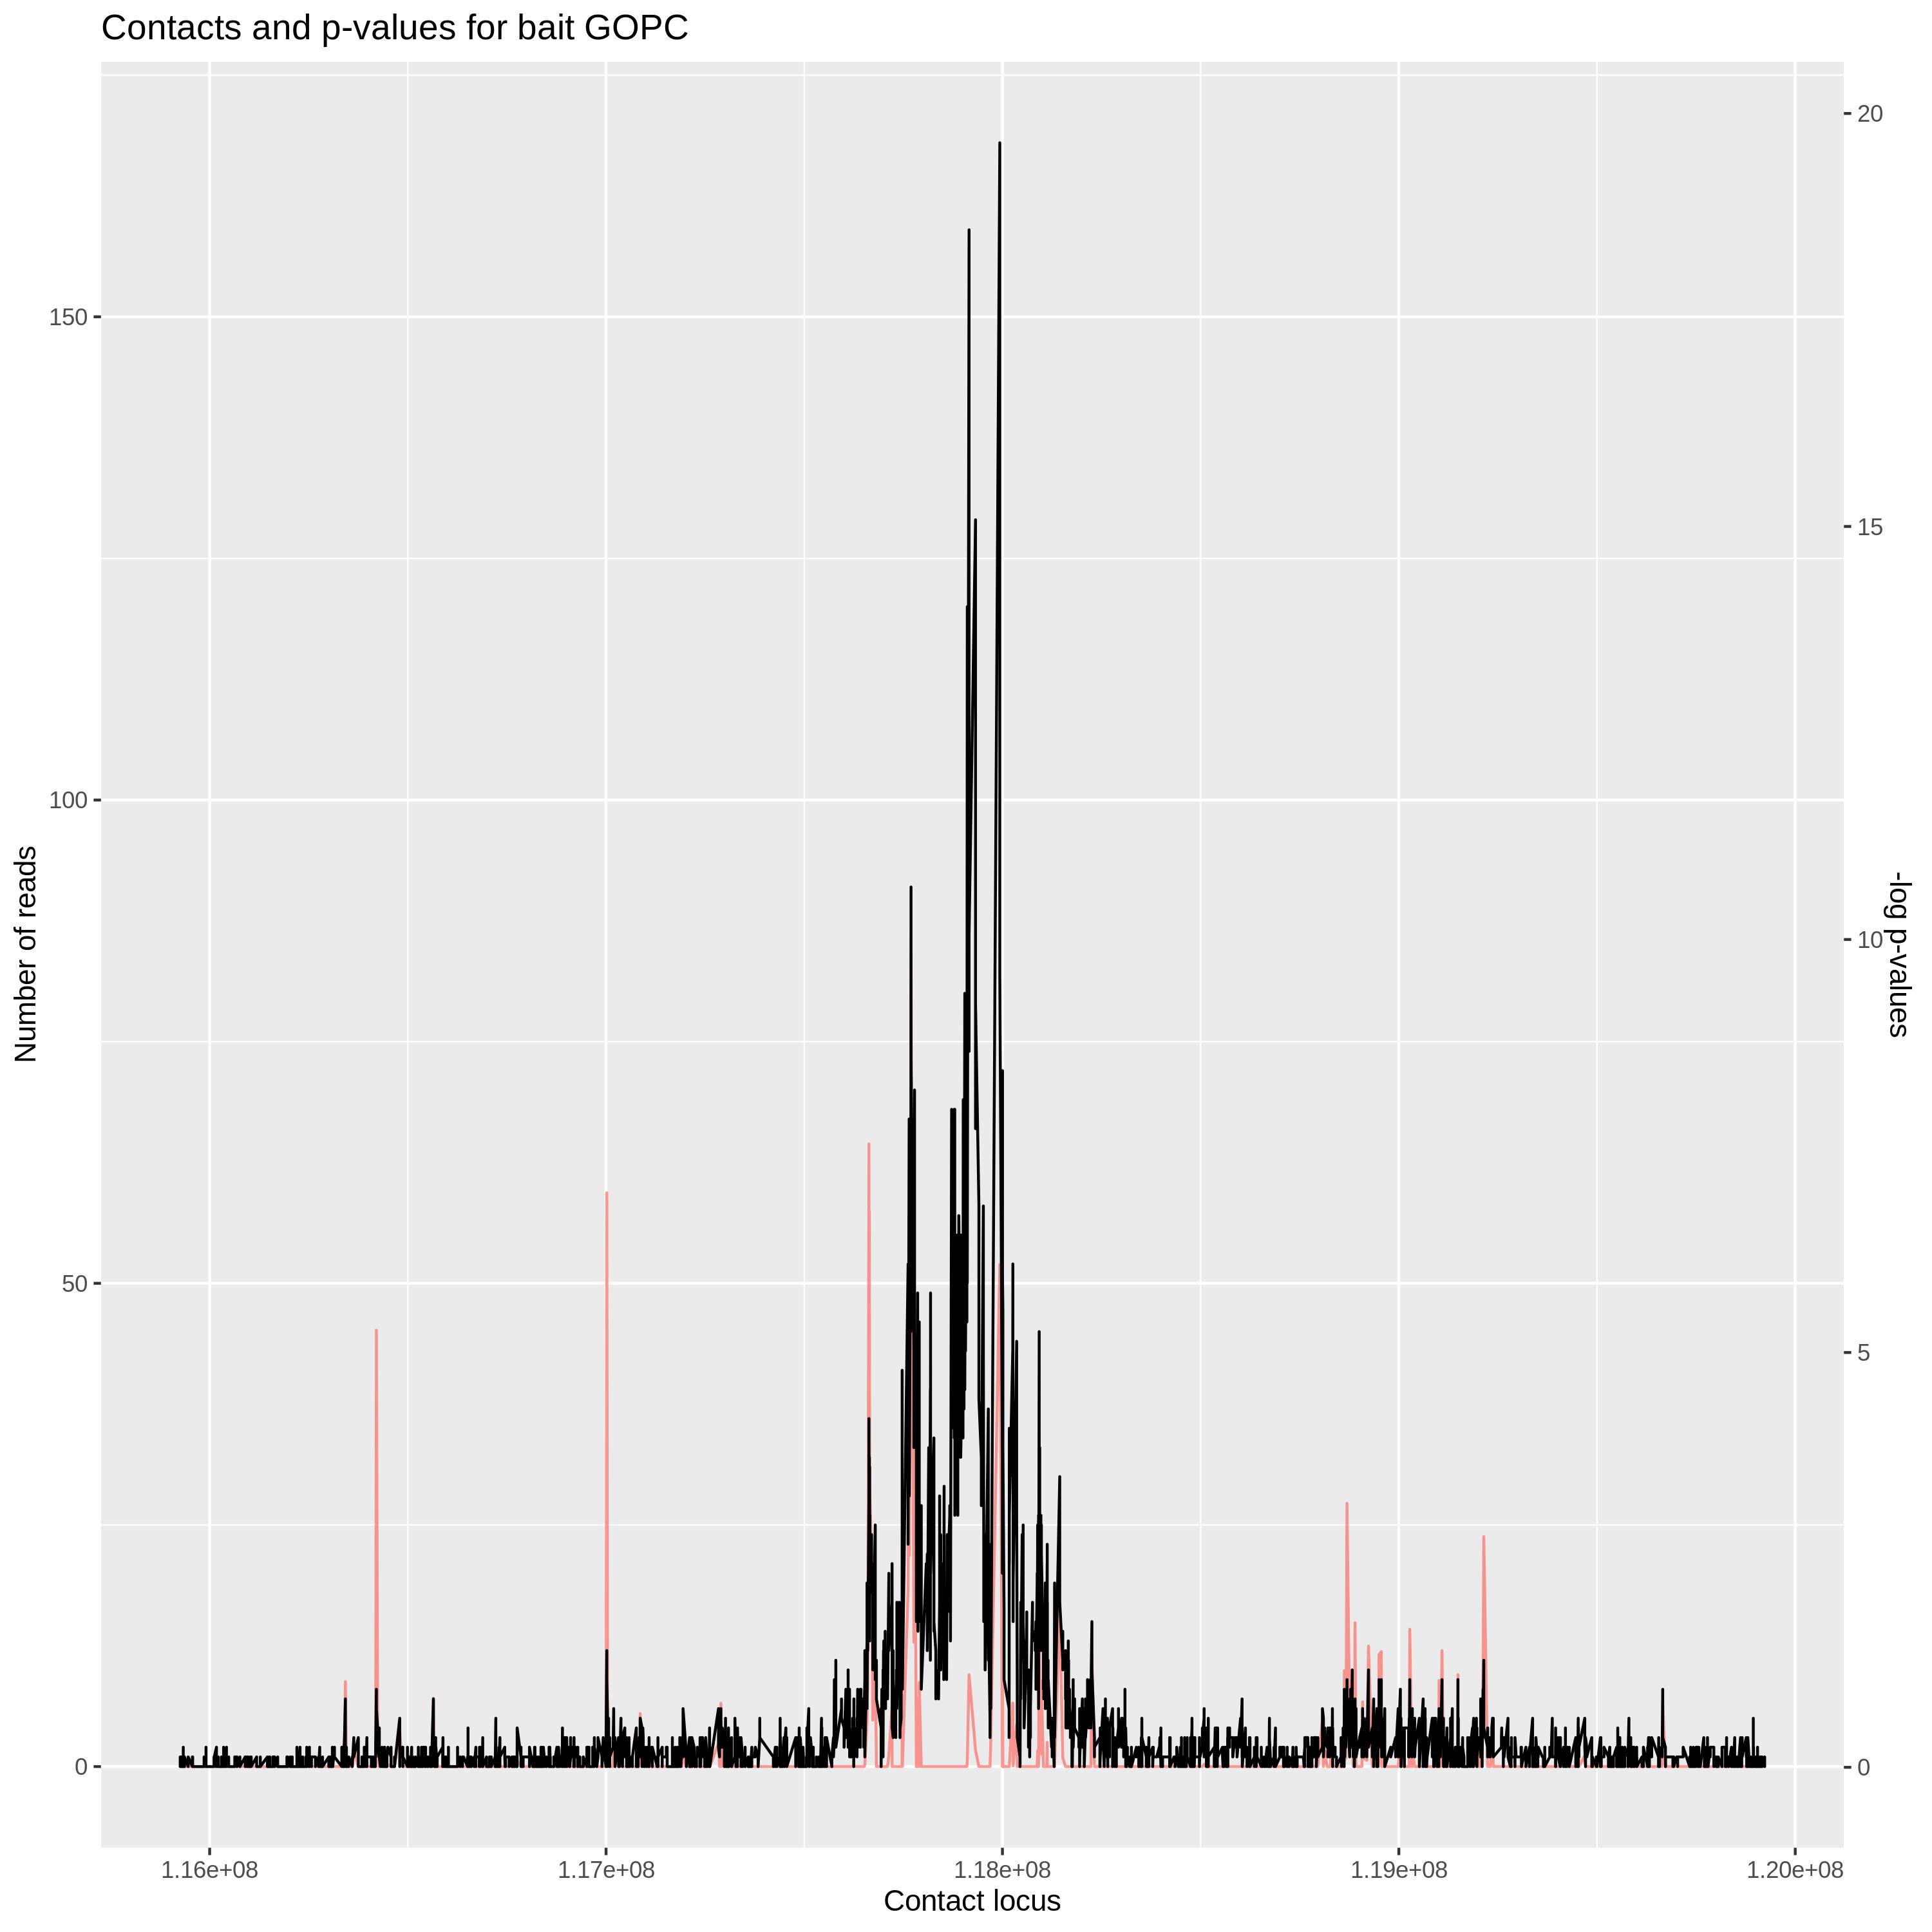 Contacts and p-values for bait GOPC
Number of reads
150
100
50
0
20
15
10
5
0
-log p-values
1.16e+08
1.17e+08
1.18e+08
1.19e+08
1.20e+08
Contact locus